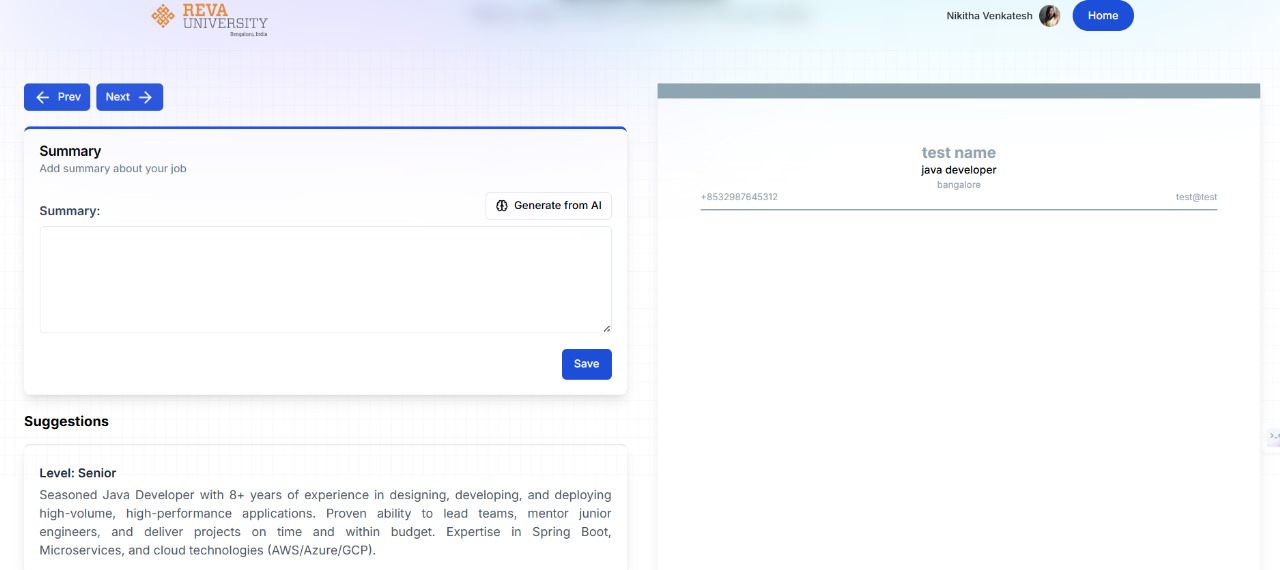 REVA
UNIVERSITY
Bengaluru, India
Nikitha Venkatesh
Home
Prev
Next
Summary
Add summary about your job
Summary:
Generate from AI
Save
Suggestions
Level: Senior
Seasoned Java Developer with 8+ years of experience in designing, developing, and deploying
high-volume, high-performance applications. Proven ability to lead teams, mentor junior
engineers, and deliver projects on time and within budget. Expertise in Spring Boot,
Microservices, and cloud technologies (AWS/Azure/GCP).
test name
java developer
bangalore
+8532987645312
test@test